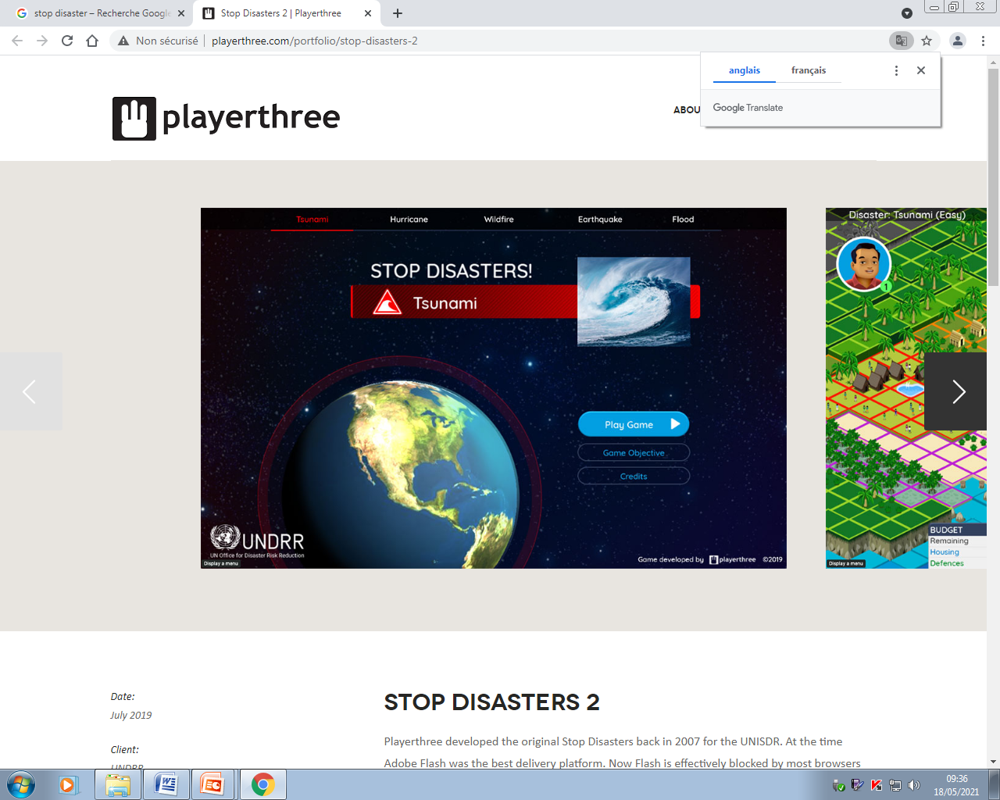 stop disaster – Recherche Google
Stop Disasters 2 | Playerthree
Non sécurisé
playerthree.com/portfolio/stop-disasters-2
anglais
français
Google Translate
playerthree
ABOU
Tsunami
Hurricane
Wildfire
Earthquake
Flood
STOP DISASTERS!
Tsunami
Play Game
Game Objective
Credits
UNDRR
UN Office for Disaster Risk Reduction
Display a menu
Game developed by playerthree ©2019
Disaster: Tsunami (Easy)
1
BUDGET
Remaining
Housing
Defences
Display a menu
Date:
July 2019
Client:
UNDRR
STOP DISASTERS 2
Playerthree developed the original Stop Disasters back in 2007 for the UNISDR. At the time
Adobe Flash was the best delivery platform. Now Flash is effectively blocked by most browsers
09:36
18/05/2021